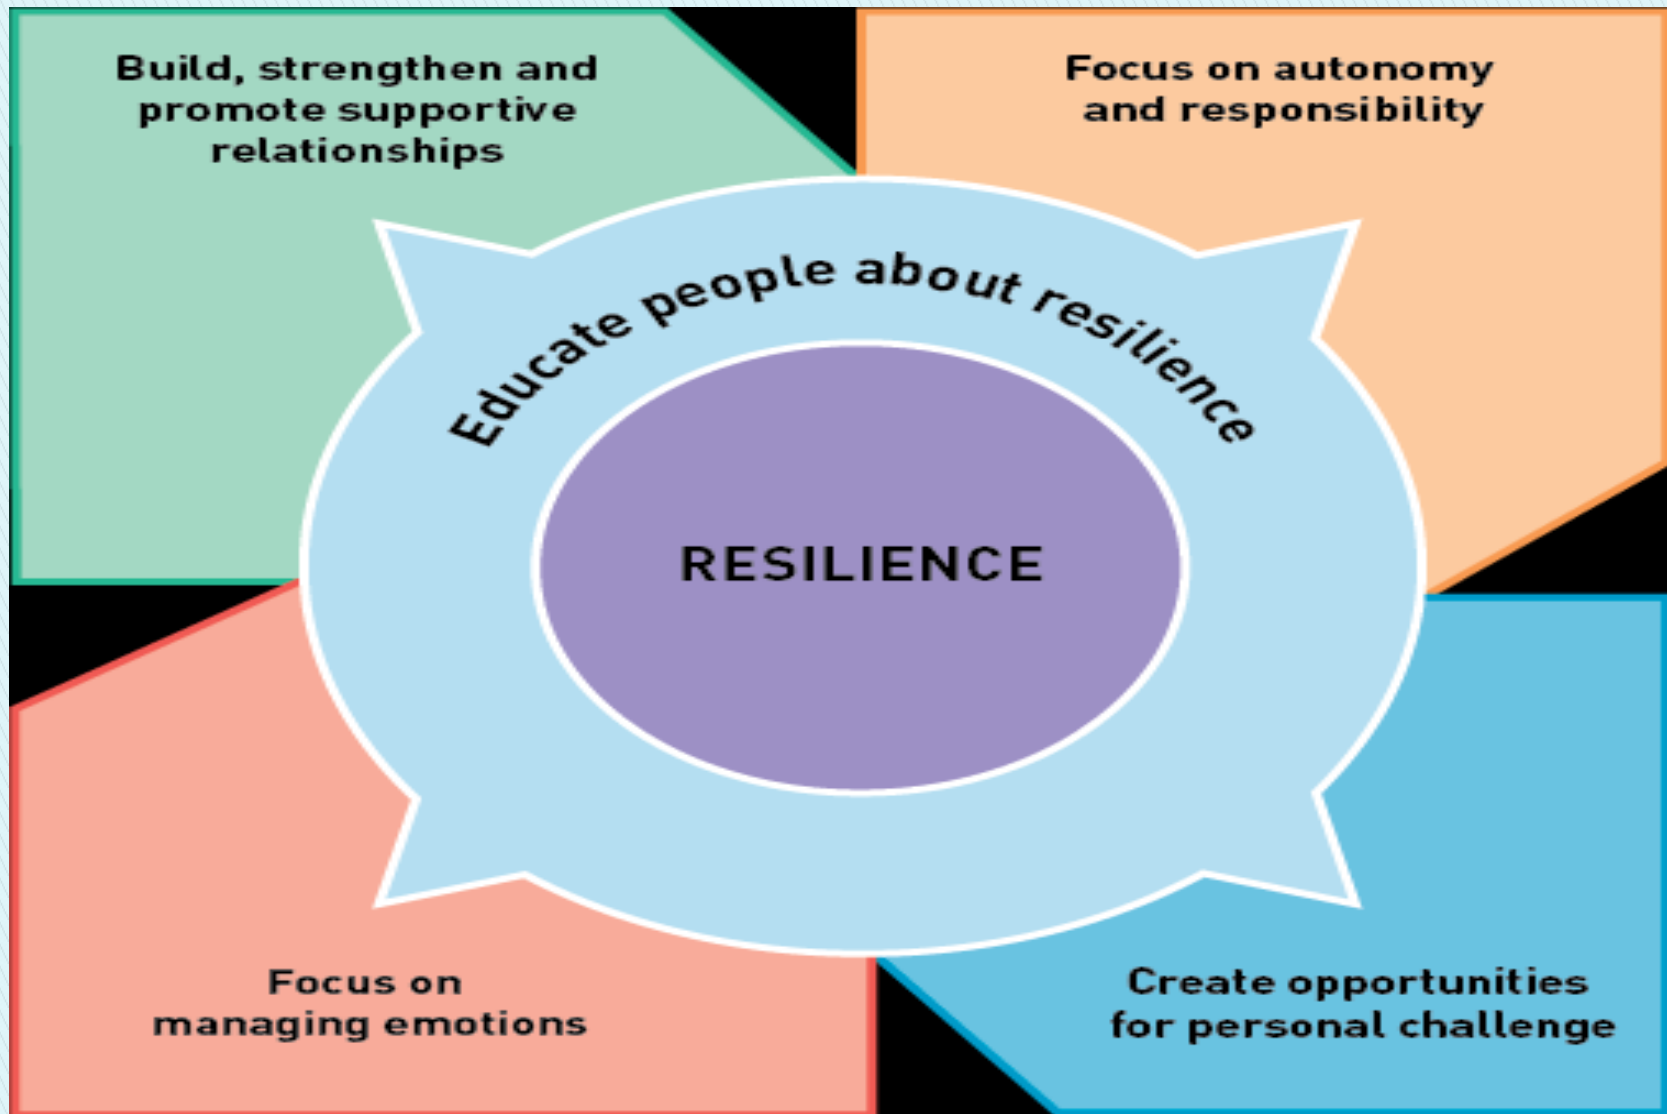 Build, strengthen and
promote supportive
relationships
Focus on autonomy
and responsibility
Educate people about resilience
RESILIENCE
Focus on
managing emotions
Create opportunities
for personal challenge